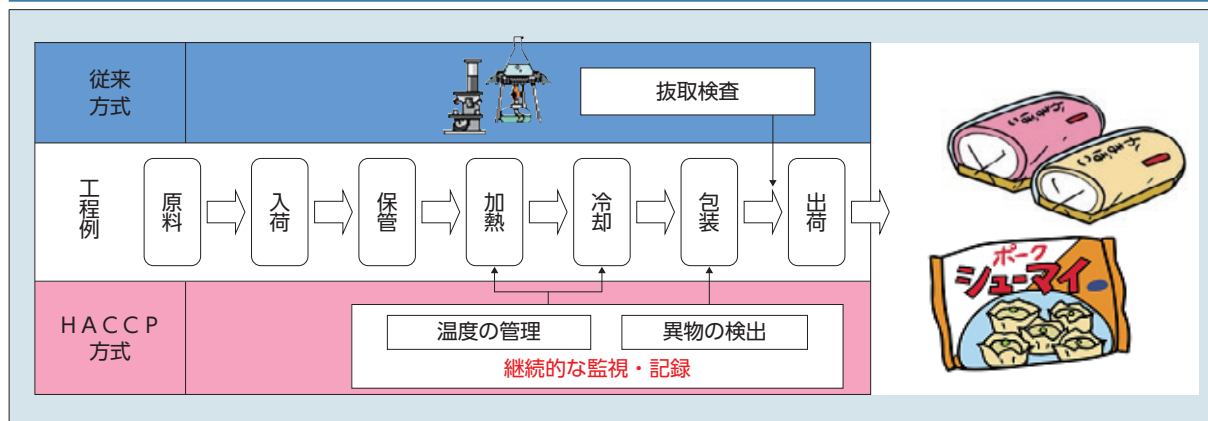 従来
方式
抜取検査
工程例
原料
入荷
保管
加熱
冷却
包装
出荷
HACCP
方式
温度の管理
異物の検出
継続的な監視・記録
ポーク
シューマイ